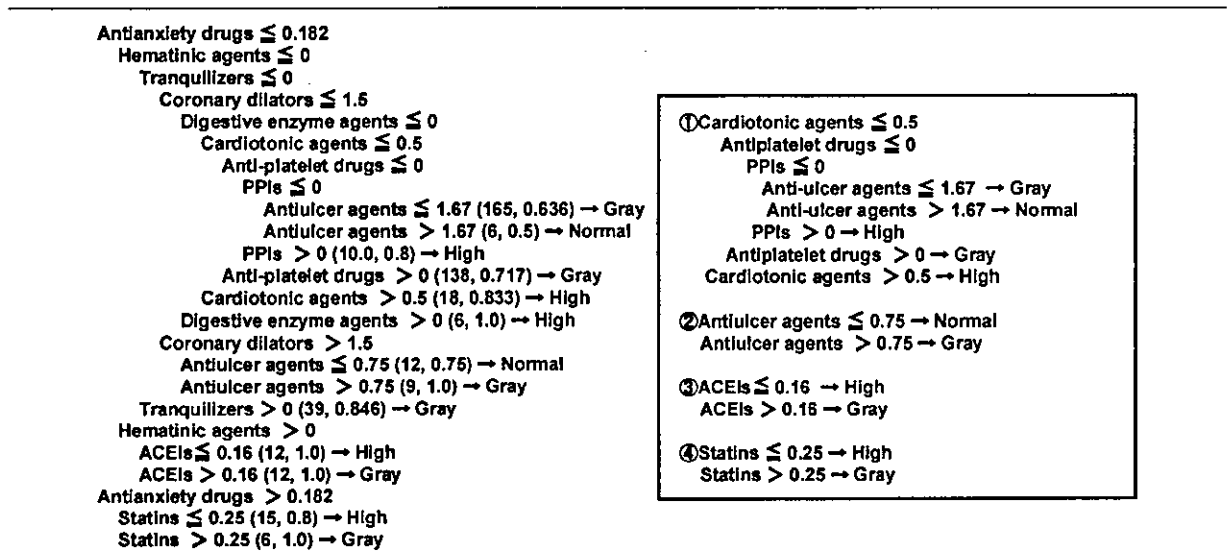 Antianxiety drugs ≦ 0.182
Hematinic agents ≦ 0
Tranquilizers ≦ 0
Coronary dilators ≦ 1.5
Digestive enzyme agents ≦ 0
Cardiotonic agents ≦ 0.5
Anti-platelet drugs ≦ 0
PPIs ≦ 0
Antiulcer agents ≦ 1.67 (165, 0.636) → Gray
Antiulcer agents > 1.67 (6, 0.5) → Normal
PPIs > 0 (10.0, 0.8) → High
Anti-platelet drugs > 0 (138, 0.717) → Gray
Cardiotonic agents > 0.5 (18, 0.833) → High
Digestive enzyme agents > 0 (6, 1.0) → High
Coronary dilators > 1.5
Antiulcer agents ≦ 0.75 (12, 0.75) → Normal
Antiulcer agents > 0.75 (9, 1.0) → Gray
Tranquilizers > 0 (39, 0.846) → Gray
Hematinic agents > 0
ACEIs≦ 0.16 (12, 1.0) → High
ACEIs > 0.16 (12, 1.0) → Gray
Antianxiety drugs > 0.182
Statins ≦ 0.25 (15, 0.8) → High
Statins > 0.25 (6, 1.0) → Gray
①Cardiotonic agents ≦ 0.5
Antiplatelet drugs ≦ 0
PPIs ≦ 0
Anti-ulcer agents ≦ 1.67 → Gray
Anti-ulcer agents > 1.67 → Normal
PPIs > 0 → High
Antiplatelet drugs > 0 → Gray
Cardiotonic agents > 0.5 → High
②Antiulcer agents ≦ 0.75 → Normal
Antiulcer agents > 0.75 → Gray
③ACEIs≦ 0.16 → High
ACEIs > 0.16 → Gray
④Statins ≦ 0.25 → High
Statins > 0.25 → Gray